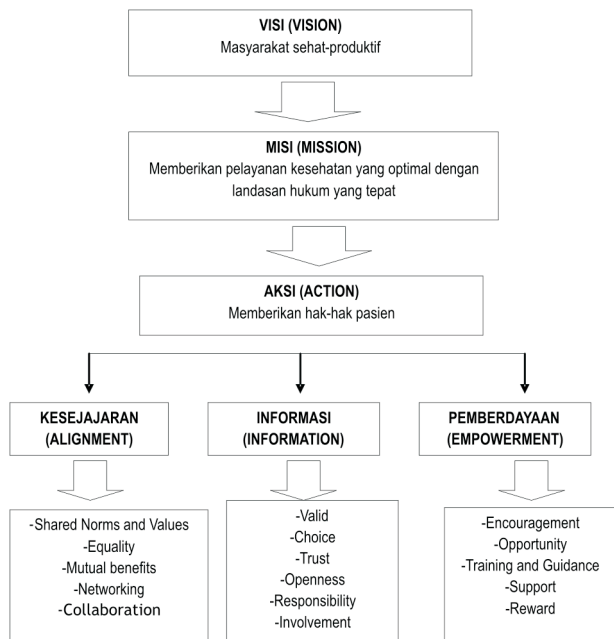 VISI (VISION)
Masyarakat sehat-produktif
MISI (MISSION)
Memberikan pelayanan kesehatan yang optimal dengan
landasan hukum yang tepat
AKSI (ACTION)
Memberikan hak-hak pasien
KESEJAJARAN
(ALIGNMENT)
INFORMASI
(INFORMATION)
PEMBERDAYAAN
(EMPOWERMENT)
-Shared Norms and Values
-Equality
-Mutual benefits
-Networking
-Collaboration
-Valid
-Choice
-Trust
-Openness
-Responsibility
-Involvement
-Encouragement
-Opportunity
-Training and Guidance
-Support
-Reward